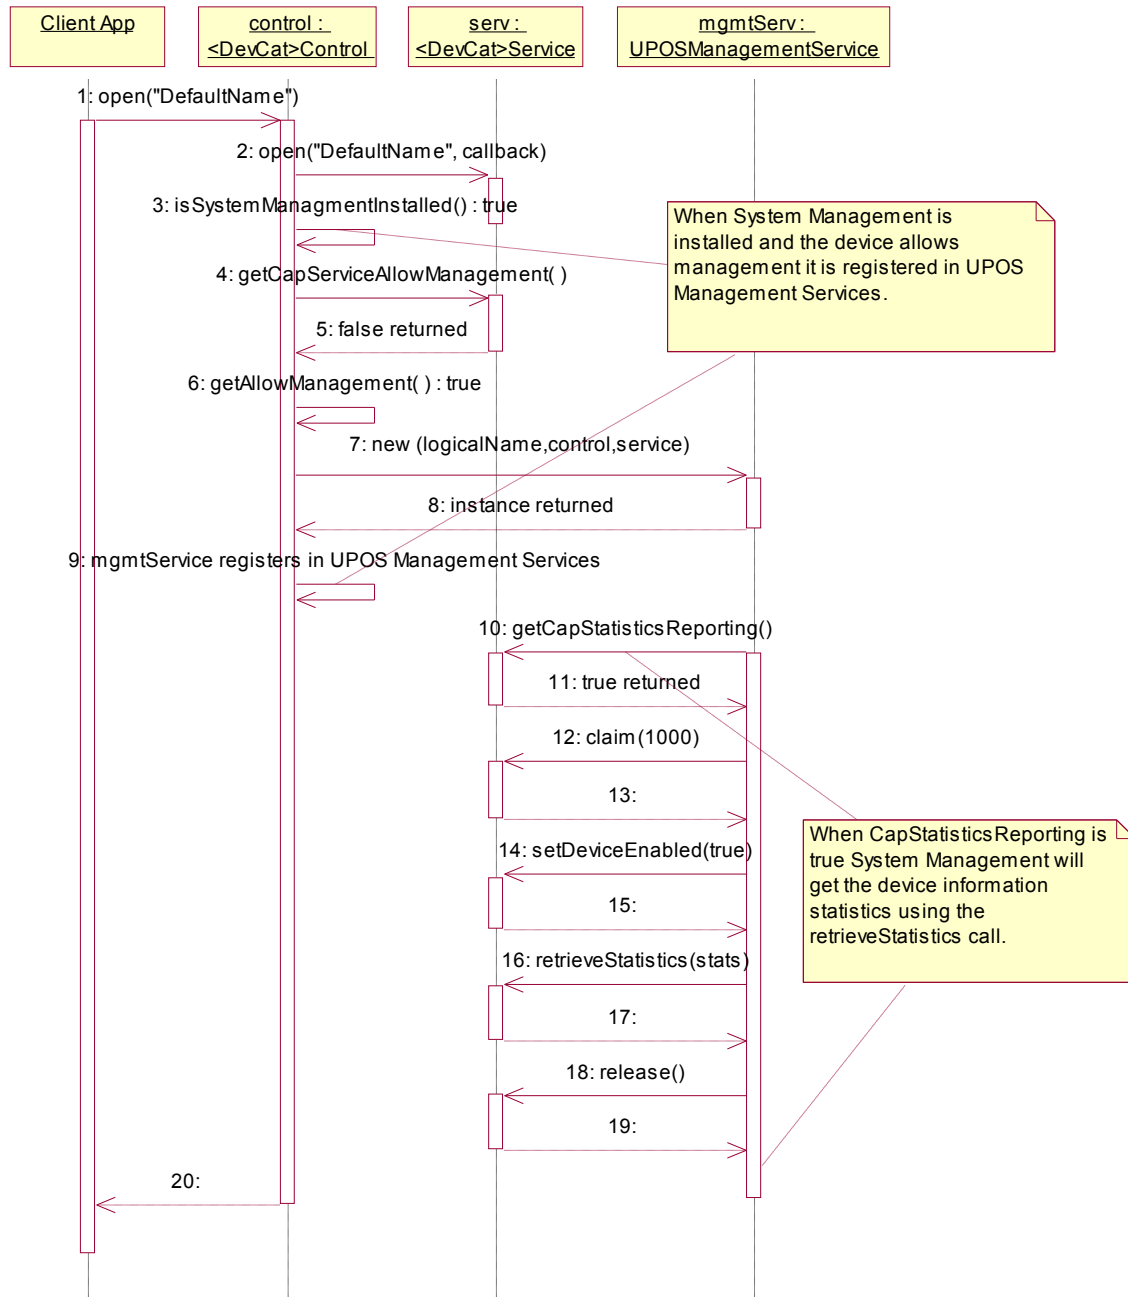 Client App
control :
<DevCat>Control
serv :
<DevCat>Service
mgmtServ :
UPOSManagementService
1: open("DefaultName")
2: open("DefaultName", callback)
3: isSystemManagmentInstalled() : true
When System Management is
installed and the device allows
management it is registered in UPOS
Management Services.
4: getCapServiceAllowManagement( )
5: false returned
6: getAllowManagement( ) : true
7: new (logicalName,control,service)
8: instance returned
9: mgmtService registers in UPOS Management Services
10: getCapStatisticsReporting()
11: true returned
12: claim(1000)
13:
When CapStatisticsReporting is
true System Management will
get the device information
statistics using the
retrieveStatistics call.
14: setDeviceEnabled(true)
15:
16: retrieveStatistics(stats)
17:
18: release()
19:
20: